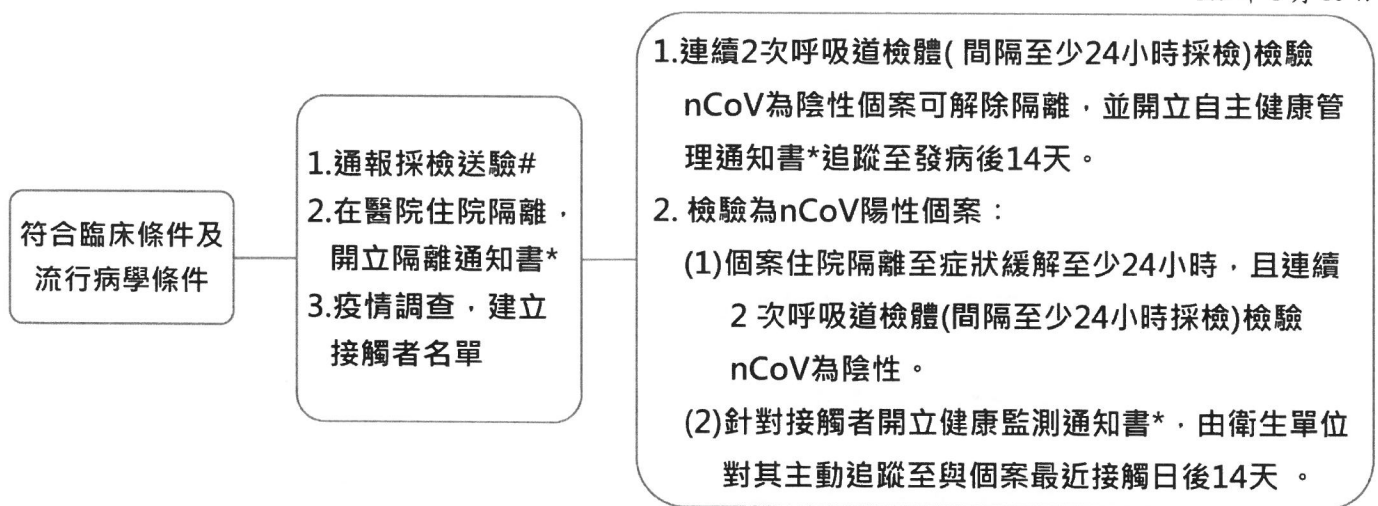 符合臨床條件及
流行病學條件
1.通報採檢送驗#
2.在醫院住院隔離，
開立隔離通知書*
3.疫情調查，建立
接觸者名單
1.連續2次呼吸道檢體( 間隔至少24小時採檢)檢驗
nCoV為陰性個案可解除隔離，並開立自主健康管
理通知書*追蹤至發病後14天。
2. 檢驗為nCoV陽性個案：
(1)個案住院隔離至症狀緩解至少24小時，且連續
2 次呼吸道檢體(間隔至少24小時採檢)檢驗
nCoV為陰性。
(2)針對接觸者開立健康監測通知書*，由衛生單位
對其主動追蹤至與個案最近接觸日後14天 。